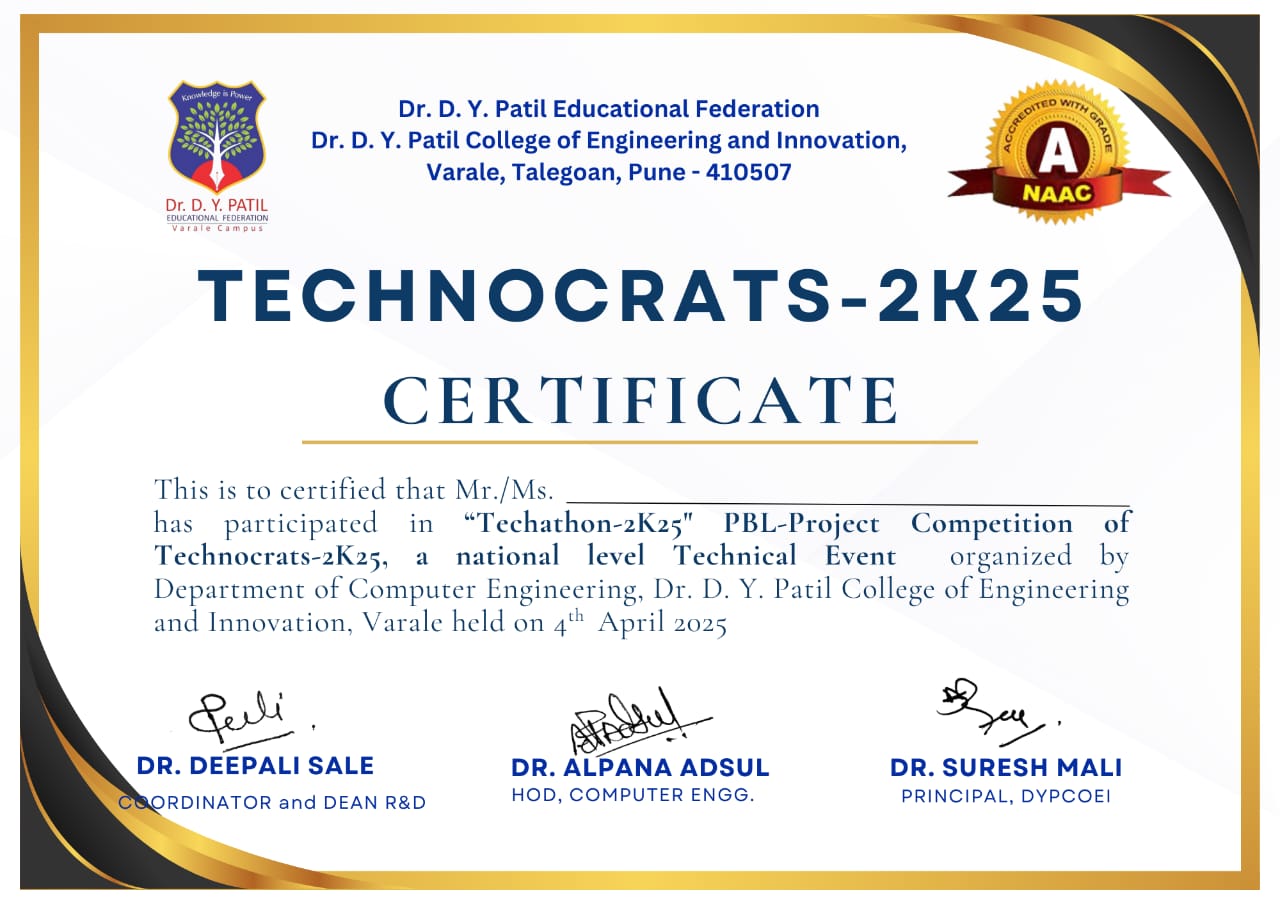 Knowledge is Power
Dr. D. Y. PATIL
EDUCATIONAL FEDERATION
Varale Campus
Dr. D. Y. Patil Educational Federation
Dr. D. Y. Patil College of Engineering and Innovation,
Varale, Talegoan, Pune - 410507
ACCREDITED WITH GRADE
A
NAAC
TECHNOCRATS-2K25
CERTIFICATE
This is to certified that Mr./Ms.
has participated in “Techathon-2K25" PBL-Project Competition of
Technocrats-2K25, a national level Technical Event organized by
Department of Computer Engineering, Dr. D. Y. Patil College of Engineering
and Innovation, Varale held on 4th April 2025
DR. DEEPALI SALE
COORDINATOR and DEAN R&D
DR. ALPANA ADSUL
HOD, COMPUTER ENGG.
DR. SURESH MALI
PRINCIPAL, DYPCOEI